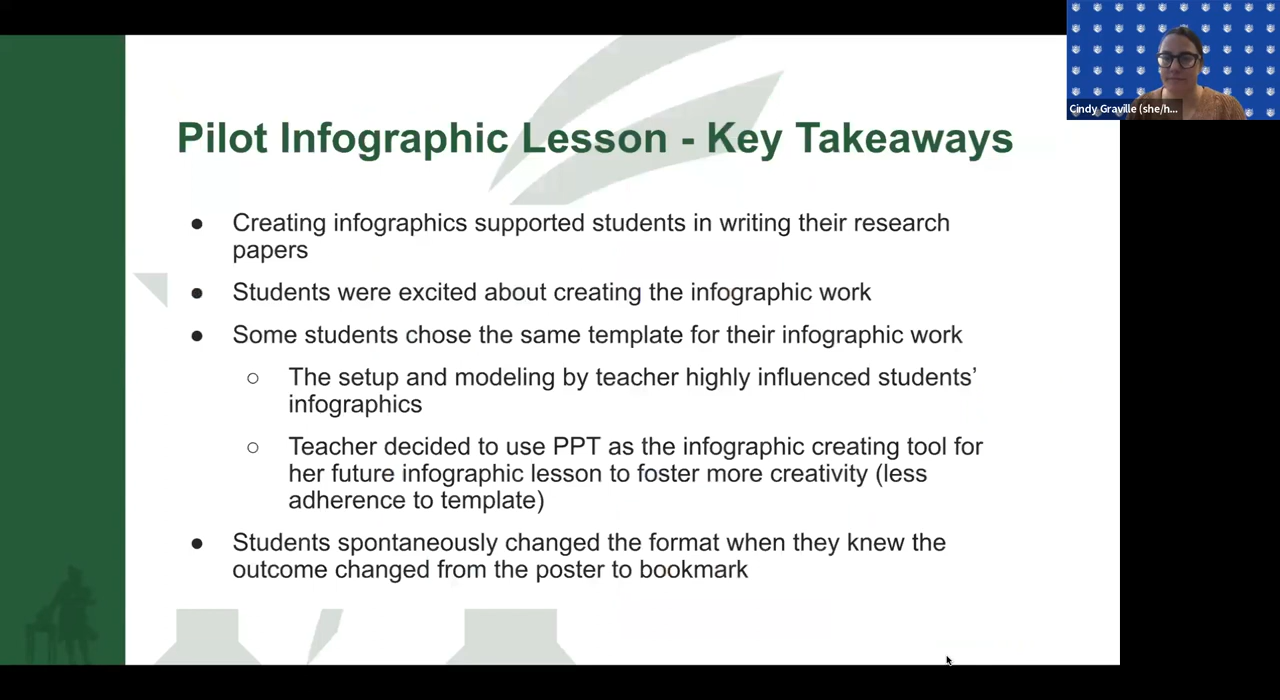 Pilot Infographic Lesson - Key Takeaways
● Creating infographics supported students in writing their research
papers
● Students were excited about creating the infographic work
● Some students chose the same template for their infographic work
○ The setup and modeling by teacher highly influenced students’
infographics
○ Teacher decided to use PPT as the infographic creating tool for
her future infographic lesson to foster more creativity (less
adherence to template)
● Students spontaneously changed the format when they knew the
outcome changed from the poster to bookmark
Cindy Graville (she/h...